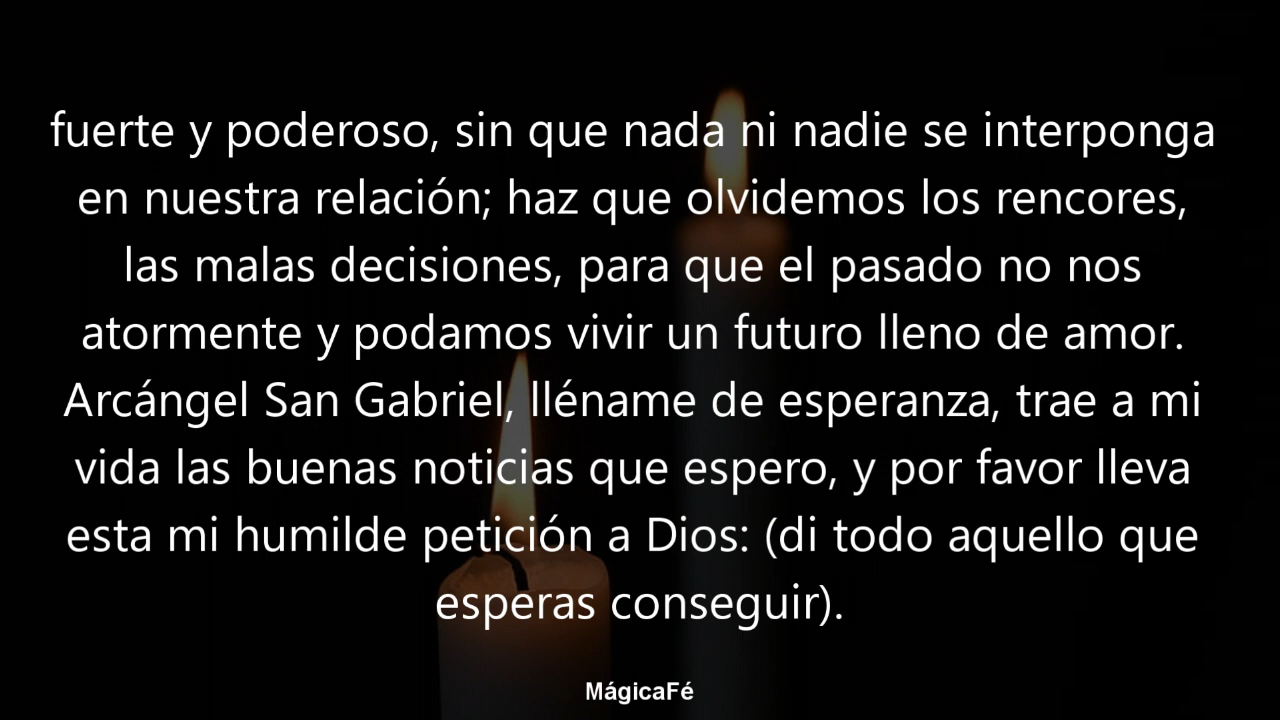 fuerte y poderoso, sin que nada ni nadie se interponga
en nuestra relación; haz que olvidemos los rencores,
las malas decisiones, para que el pasado no nos
atormente y podamos vivir un futuro lleno de amor.
Arcángel San Gabriel, lléname de esperanza, trae a mi
vida las buenas noticias que espero, y por favor lleva
esta mi humilde petición a Dios: (di todo aquello que
esperas conseguir).
MágicaFé